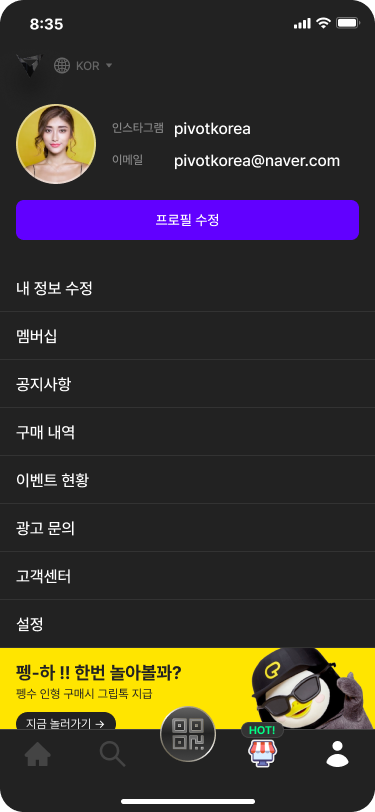 8:35
KOR
인스타그램 pivotkorea
이메일 pivotkorea@naver.com
프로필 수정
내 정보 수정
멤버십
공지사항
구매 내역
이벤트 현황
광고 문의
고객센터
설정
펭-하 !! 한번 놀아볼꽈?
펭수 인형 구매시 그립톡 지급
지금 놀러가기 →
HOT!